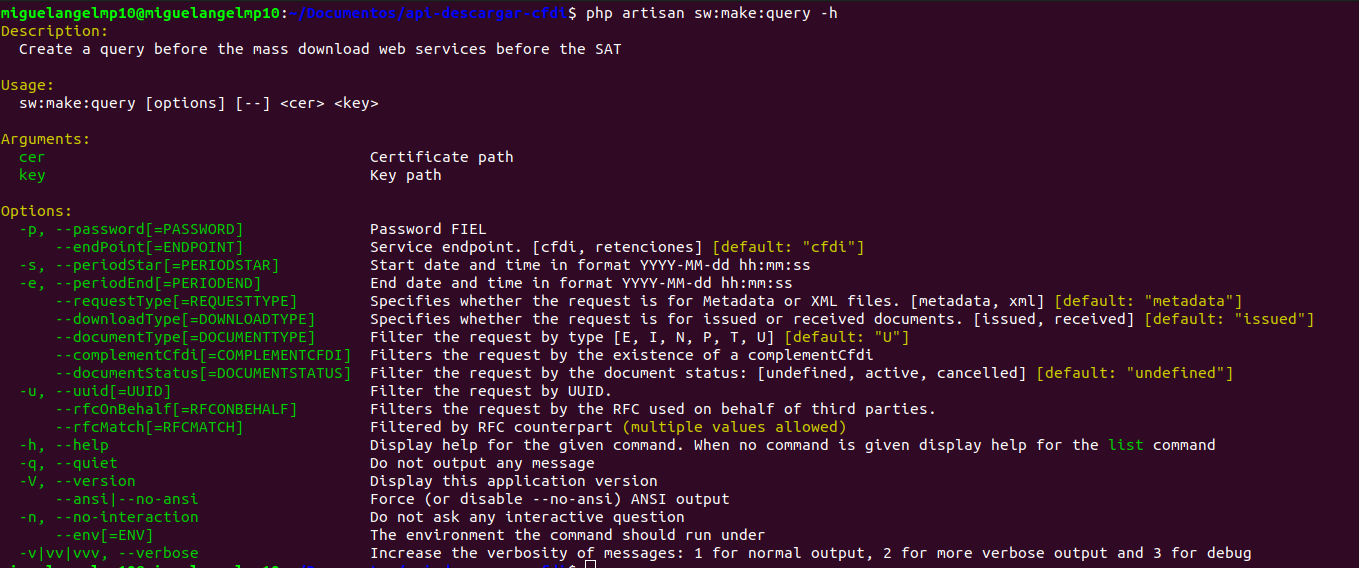 miguelangelmp10@miguelangelmp10:~/Documentos/api-descargar-cfdi$ php artisan sw:make:query -h
Description:
  Create a query before the mass download web services before the SAT

Usage:
  sw:make:query [options] [--] <cer> <key>

Arguments:
  cer                                    Certificate path
  key                                    Key path

Options:
  -p, --password[=PASSWORD]              Password FIEL
      --endPoint[=ENDPOINT]              Service endpoint. [cfdi, retenciones] [default: "cfdi"]
  -s, --periodStar[=PERIODSTAR]          Start date and time in format YYYY-MM-dd hh:mm:ss
  -e, --periodEnd[=PERIODEND]            End date and time in format YYYY-MM-dd hh:mm:ss
      --requestType[=REQUESTTYPE]        Specifies whether the request is for Metadata or XML files. [metadata, xml] [default: "metadata"]
      --downloadType[=DOWNLOADTYPE]      Specifies whether the request is for issued or received documents. [issued, received] [default: "issued"]
      --documentType[=DOCUMENTTYPE]      Filter the request by type [E, I, N, P, T, U] [default: "U"]
      --complementCfdi[=COMPLEMENTCFDI]  Filters the request by the existence of a complementCfdi
      --documentStatus[=DOCUMENTSTATUS]  Filter the request by the document status: [undefined, active, cancelled] [default: "undefined"]
  -u, --uuid[=UUID]                      Filter the request by UUID.
      --rfcOnBehalf[=RFCONBEHALF]        Filters the request by the RFC used on behalf of third parties.
      --rfcMatch[=RFCMATCH]              Filtered by RFC counterpart (multiple values allowed)
  -h, --help                             Display help for the given command. When no command is given display help for the list command
  -q, --quiet                            Do not output any message
  -V, --version                          Display this application version
      --ansi|--no-ansi                   Force (or disable --no-ansi) ANSI output
  -n, --no-interaction                   Do not ask any interactive question
      --env[=ENV]                        The environment the command should run under
  -v|vv|vvv, --verbose                   Increase the verbosity of messages: 1 for normal output, 2 for more verbose output and 3 for debug